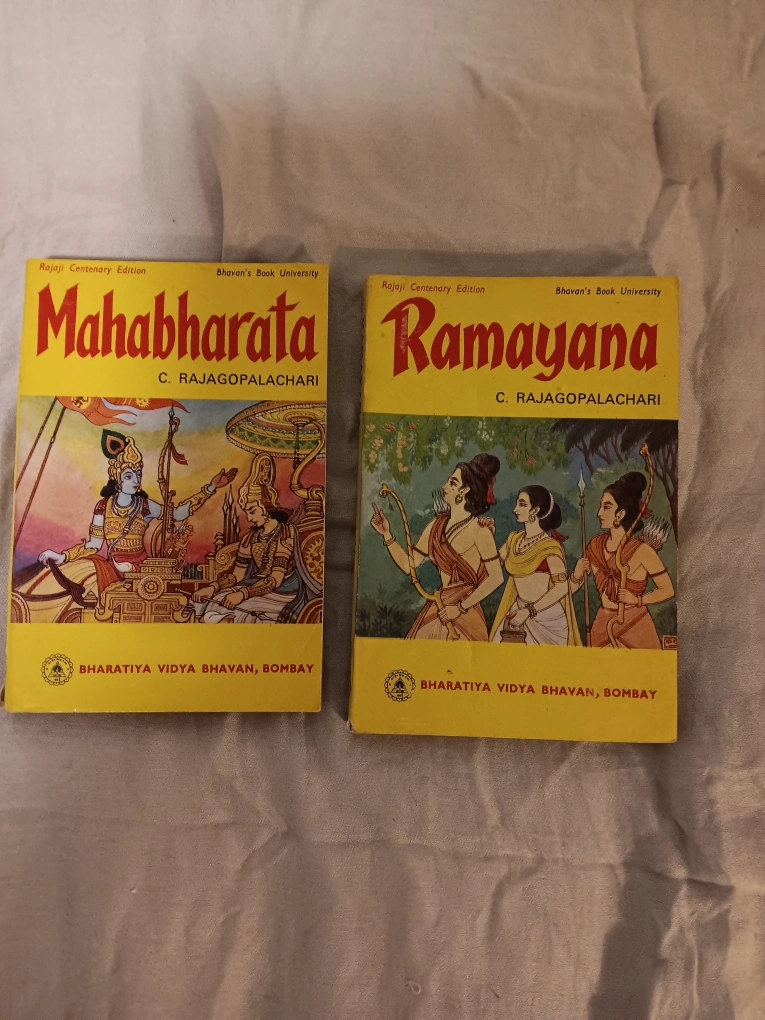 Rajaji Centenary Edition
Bhavan's Book University
Mahabharata
C. RAJAGOPALACHARI
BHARATIYA VIDYA BHAVAN, BOMBAY
Rajaji Centenary Edition
Bhavan's Book University
Ramayana
C. RAJAGOPALACHARI
BHARATIYA VIDYA BHAVAN, BOMBAY